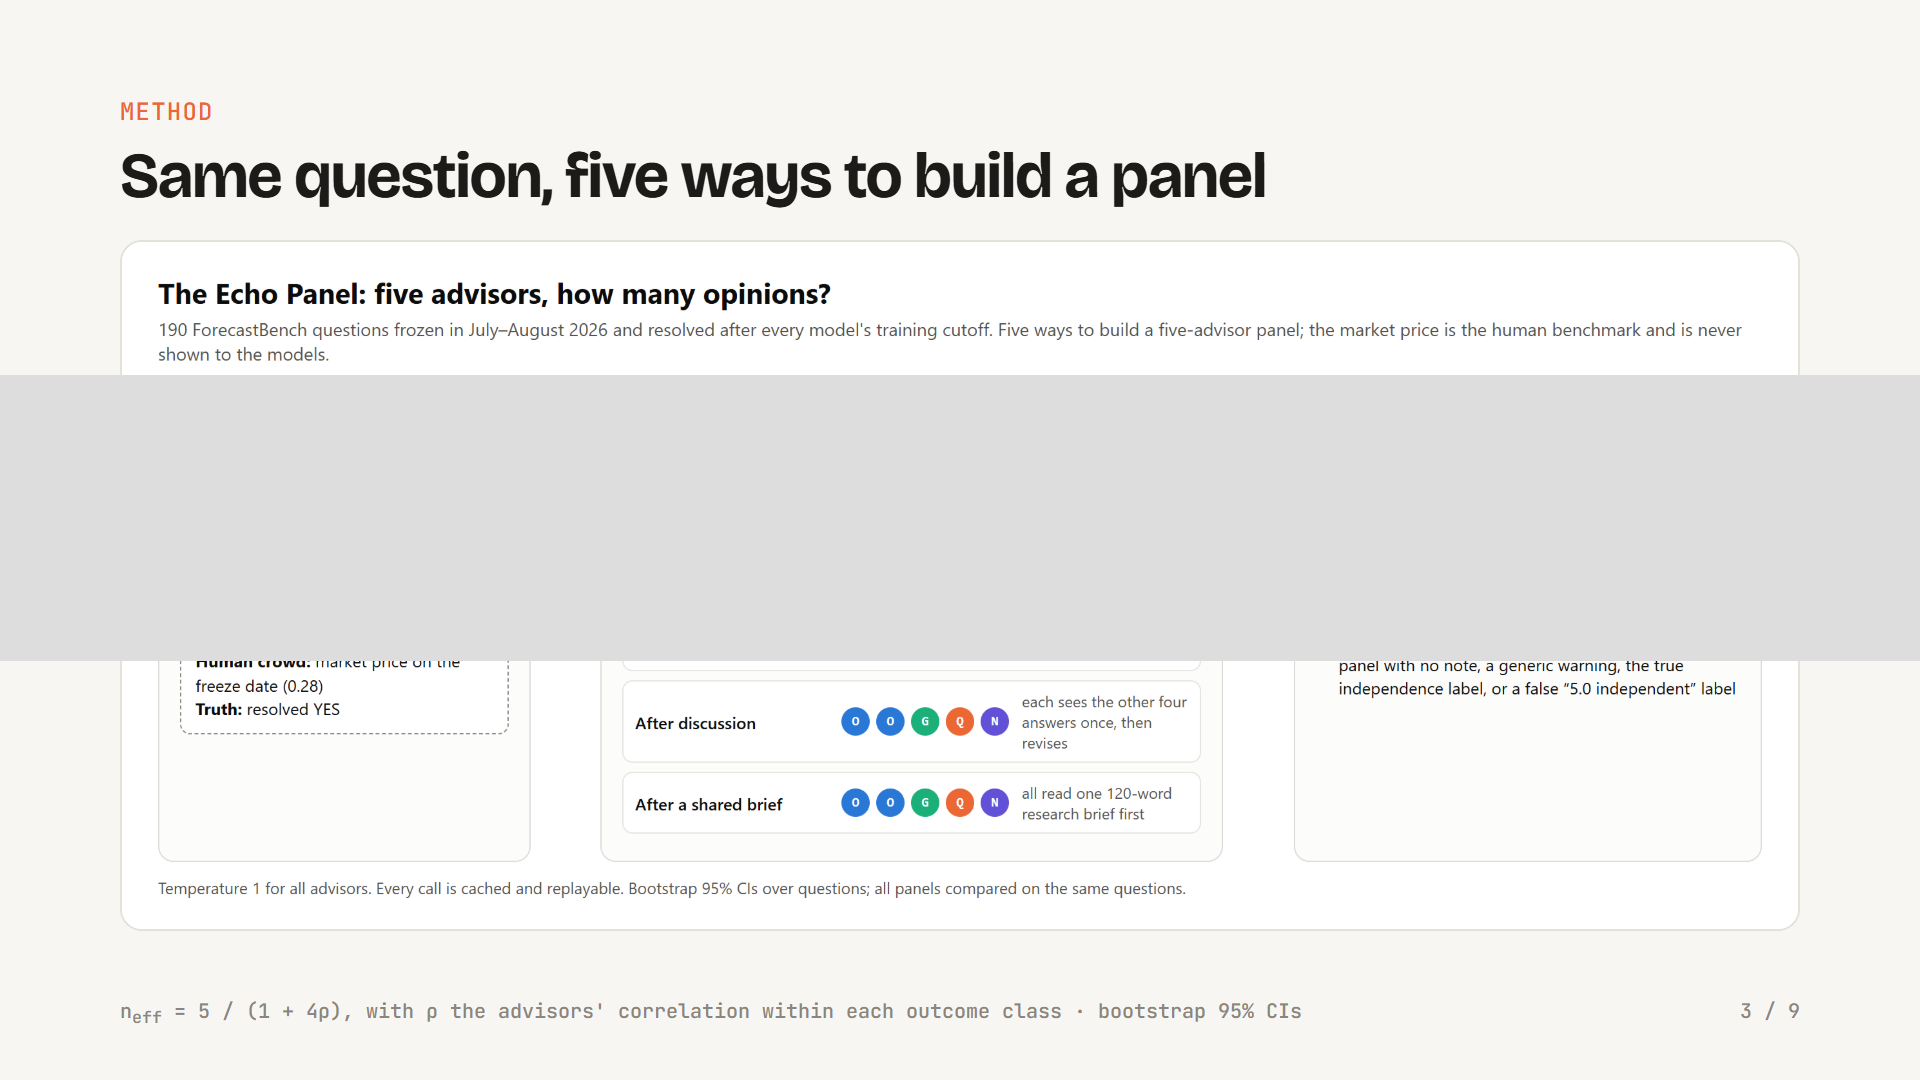 METHOD
Same question, five ways to build a panel
The Echo Panel: five advisors, how many opinions?
190 ForecastBench questions frozen in July–August 2026 and resolved after every model's training cutoff. Five ways to build a five-advisor panel; the market price is the human benchmark and is never
shown to the models.
Human crowd: market price on the
freeze date (0.28)
Truth: resolved YES
After discussion
O O G Q N
each sees the other four
answers once, then
revises
After a shared brief
O O G Q N
all read one 120-word
research brief first
panel with no note, a generic warning, the true
independence label, or a false “5.0 independent” label
Temperature 1 for all advisors. Every call is cached and replayable. Bootstrap 95% CIs over questions; all panels compared on the same questions.
neff = 5 / (1 + 4ρ), with ρ the advisors' correlation within each outcome class · bootstrap 95% CIs
3 / 9